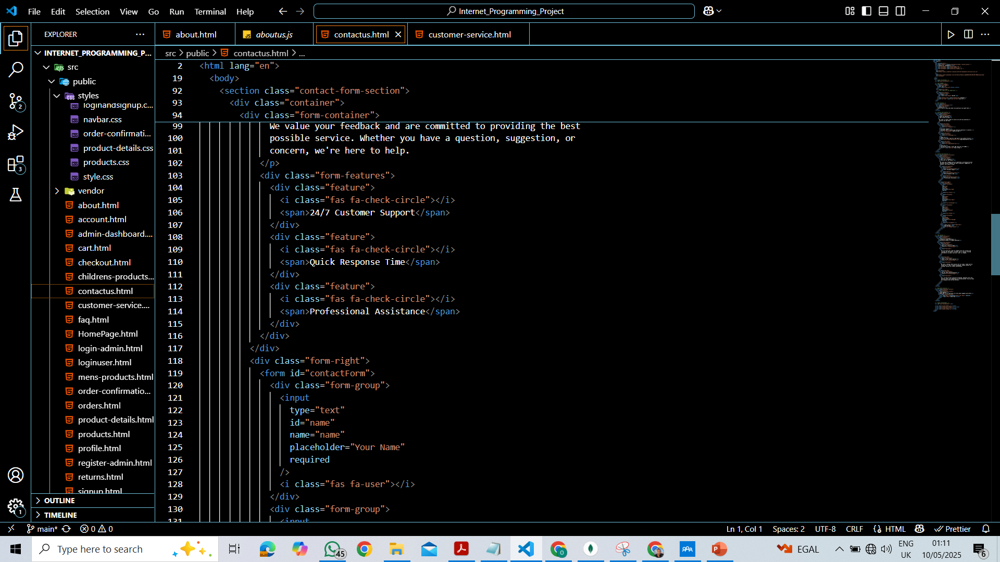 File Edit Selection View Go Run Terminal Help
Internet_Programming_Project
EXPLORER
about.html
aboutus.js
contactus.html
customer-service.html
INTERNET_PROGRAMMING_P...
src
public
styles
loginandsignup.c...
navbar.css
order-confirmati...
product-details.css
products.css
style.css
vendor
about.html
account.html
admin-dashboard....
cart.html
checkout.html
childrens-products...
contactus.html
customer-service....
faq.html
HomePage.html
login-admin.html
loginuser.html
mens-products.html
order-confirmatio...
orders.html
product-details.html
products.html
profile.html
register-admin.html
returns.html
signup.html
OUTLINE
TIMELINE
src > public > contactus.html > ...
2 <html lang="en">
19 <body>
92 <section class="contact-form-section">
93 <div class="container">
94 <div class="form-container">
99 We value your feedback and are committed to providing the best
100 possible service. Whether you have a question, suggestion, or
101 concern, we're here to help.
102 </p>
103 <div class="form-features">
104 <div class="feature">
105 <i class="fas fa-check-circle"></i>
106 <span>24/7 Customer Support</span>
107 </div>
108 <div class="feature">
109 <i class="fas fa-check-circle"></i>
110 <span>Quick Response Time</span>
111 </div>
112 <div class="feature">
113 <i class="fas fa-check-circle"></i>
114 <span>Professional Assistance</span>
115 </div>
116 </div>
117 </div>
118 <div class="form-right">
119 <form id="contactForm">
120 <div class="form-group">
121 <input
122 type="text"
123 id="name"
124 name="name"
125 placeholder="Your Name"
126 required
127 />
128 <i class="fas fa-user"></i>
129 </div>
130 <div class="form-group">
131 <input
2
3
1
main* 0 0
Ln 1, Col 1 Spaces: 2 UTF-8 CRLF HTML Prettier
Type here to search
45
EGAL
ENG
UK
01:11
10/05/2025
6